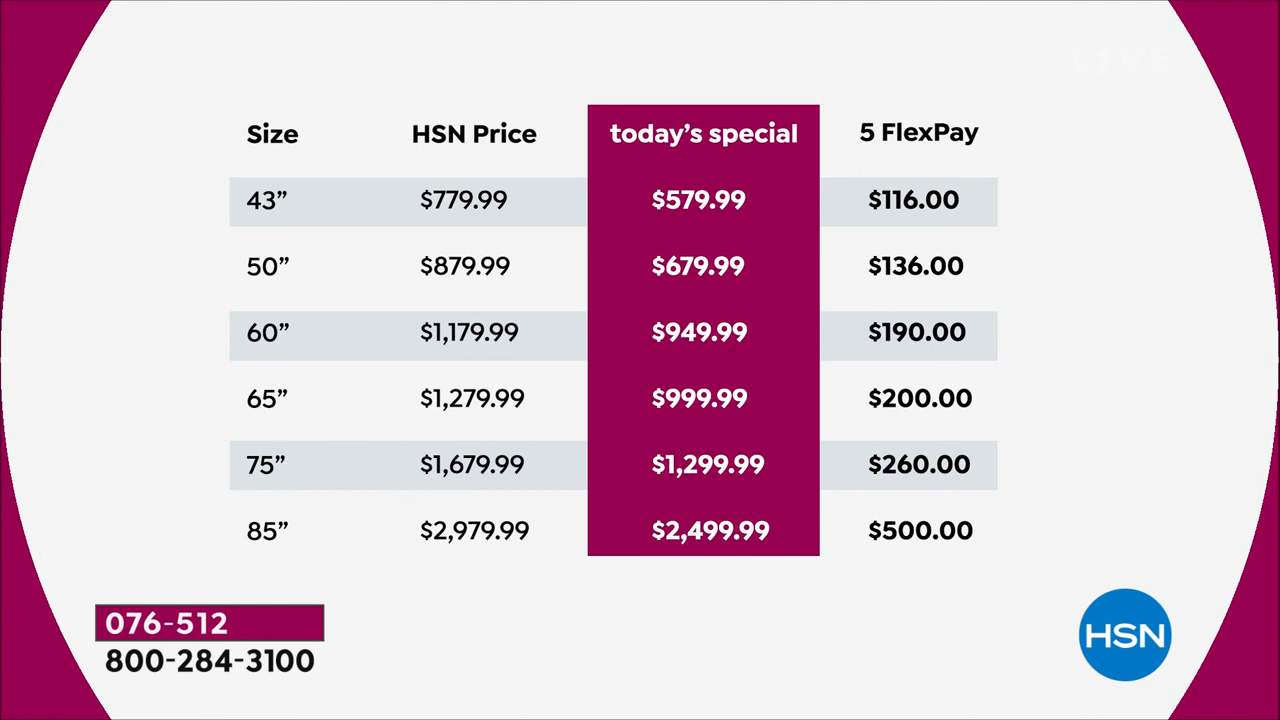 LIVE
Size HSN Price today's special 5 FlexPay
43” $779.99 $579.99 $116.00
50” $879.99 $679.99 $136.00
60” $1,179.99 $949.99 $190.00
65” $1,279.99 $999.99 $200.00
75” $1,679.99 $1,299.99 $260.00
85” $2,979.99 $2,499.99 $500.00
076-512
800-284-3100
HSN